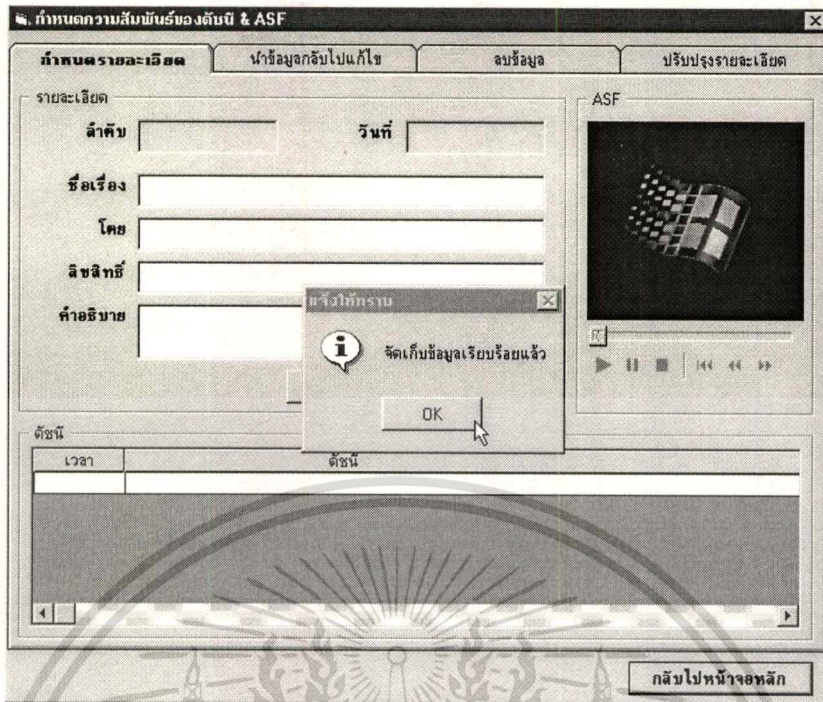 กำหนดความสัมพันธ์ของดัชนี & ASF
กำหนดรายละเอียด
นำข้อมูลกลับไปแก้ไข
ลบข้อมูล
ปรับปรุงรายละเอียด
รายละเอียด
ลำดับ
วันที่
ชื่อเรื่อง
โดย
ลิขสิทธิ์
คำอธิบาย
ASF
แจ้งให้ทราบ
จัดเก็บข้อมูลเรียบร้อยแล้ว
OK
ดัชนี
เวลา
ดัชนี
กลับไปหน้าจอหลัก